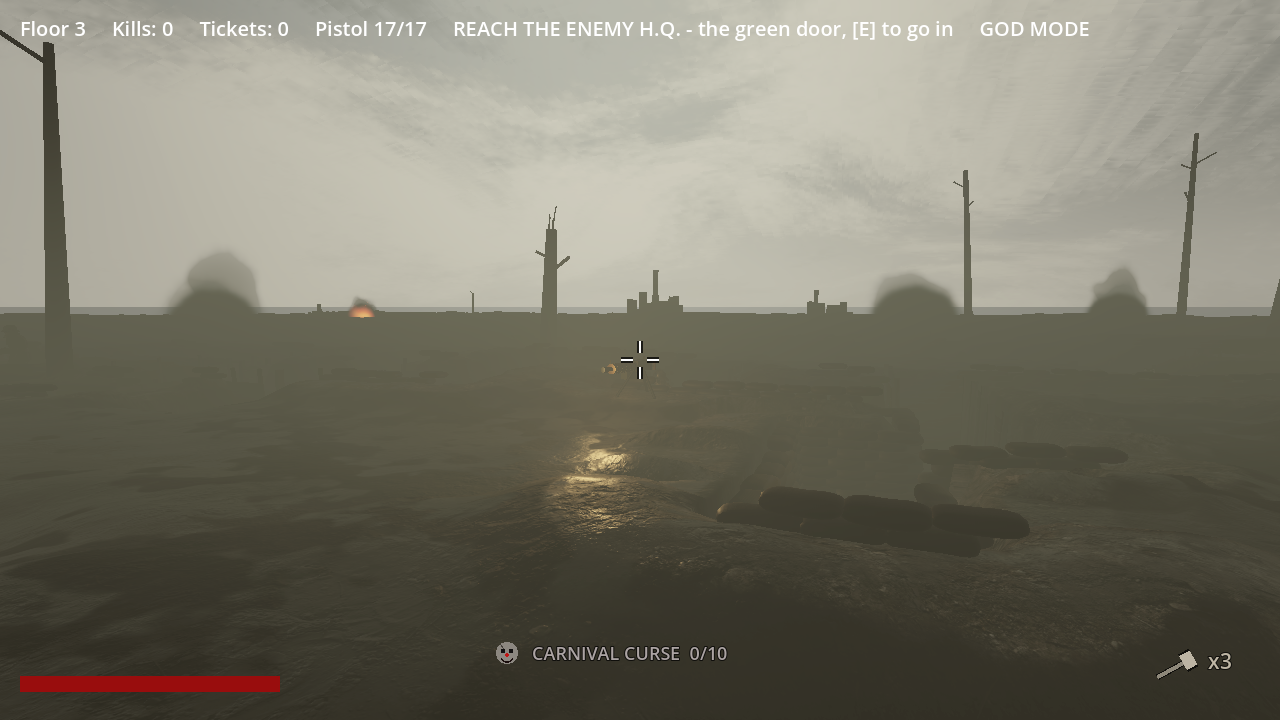 Floor 3 Kills: 0 Tickets: 0 Pistol 17/17 REACH THE ENEMY H.Q. - the green door, [E] to go in GOD MODE
CARNIVAL CURSE 0/10
x3